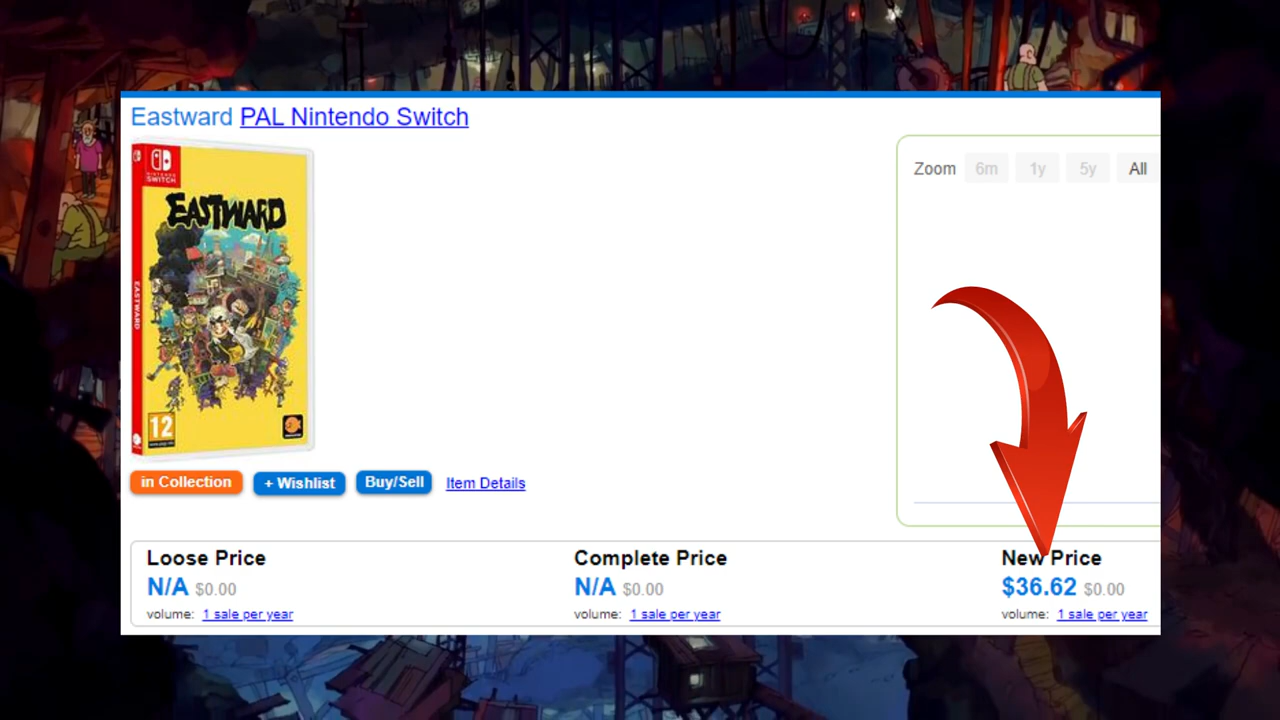 Eastward PAL Nintendo Switch
NINTENDO
SWITCH
EASTWARD
EASTWARD
12
Zoom 6m 1y 5y All
in Collection + Wishlist Buy/Sell Item Details
Loose Price Complete Price New Price
N/A $0.00 N/A $0.00 $36.62 $0.00
volume: 1 sale per year volume: 1 sale per year volume: 1 sale per year